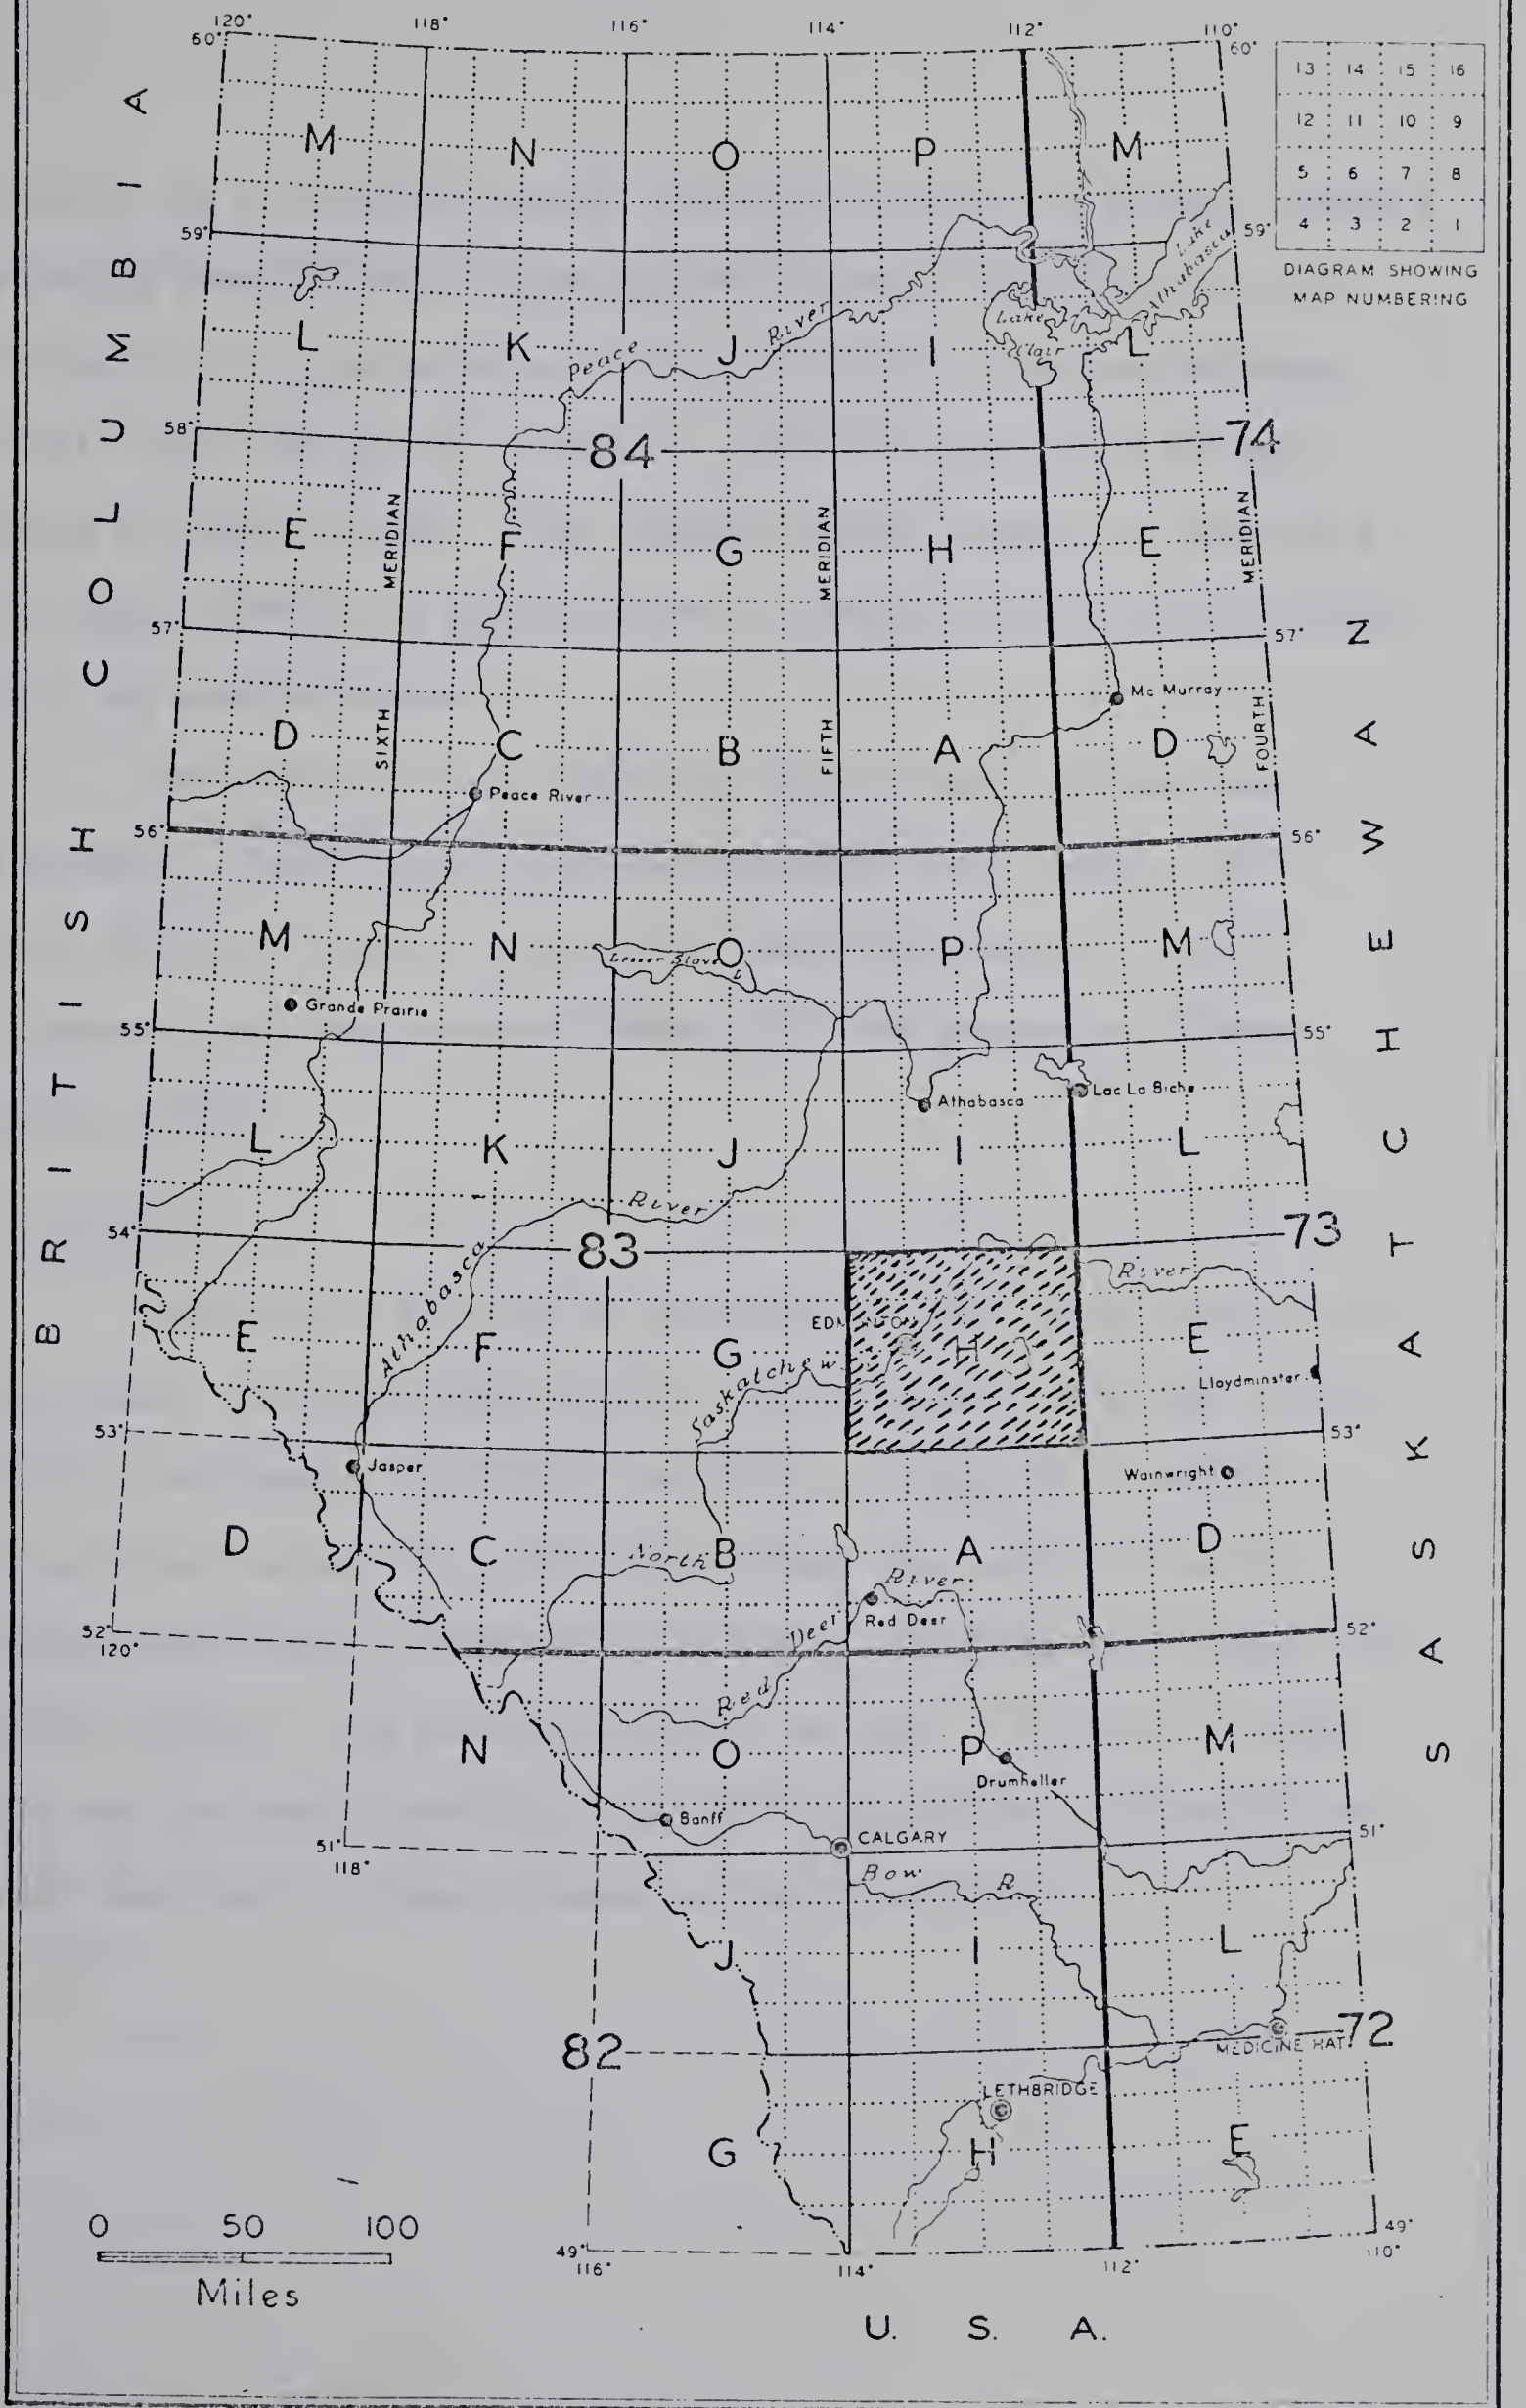 120° 118° 116° 114° 112° 110°
60° 60°
13 14 15 16
12 11 10 9
5 6 7 8
4 3 2 1
DIAGRAM SHOWING
MAP NUMBERING
BRITISH COLUMBIA
M N O P M
59° 59°
Lake Athabasca
River
Lake
Clair
Peace
L K J I L
58° 84 74
MERIDIAN MERIDIAN MERIDIAN
E F G H E
57° 57°
Mc Murray
SIXTH FIFTH FOURTH
D C B A D
Peace River
56° 56°
M N O P M
Lesser Slave L
Grande Prairie
55° 55°
Lac La Biche
Athabasca
L K J I L
River
54° 83 73
Athabasca
River
EDMONTON
E F G H E
Saskatchew
Lloydminster
53° 53°
Jasper
Wainwright
D C B A D
North
River
Red Deer
Deer
52° 52°
120°
Red
N O P M
Drumheller
Banff
CALGARY
51° 51°
118°
Bow R
J I L
82 72
MEDICINE HAT
LETHBRIDGE
G H E
0 50 100
Miles
49° 49°
116° 114° 112° 110°
U. S. A.
SASKATCHEWAN